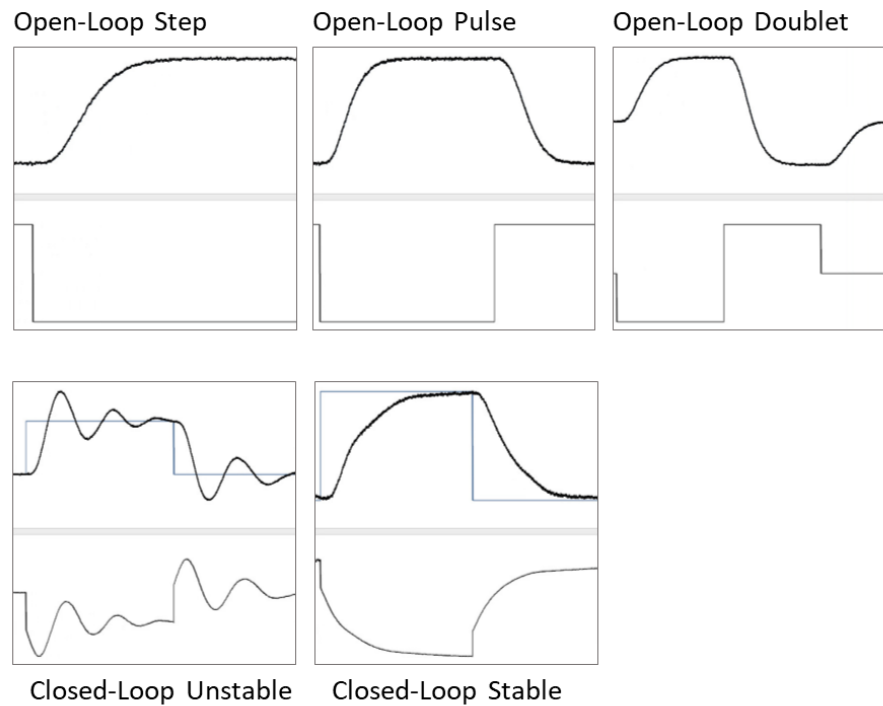 Open-Loop Step
Open-Loop Pulse
Open-Loop Doublet
Closed-Loop Unstable
Closed-Loop Stable